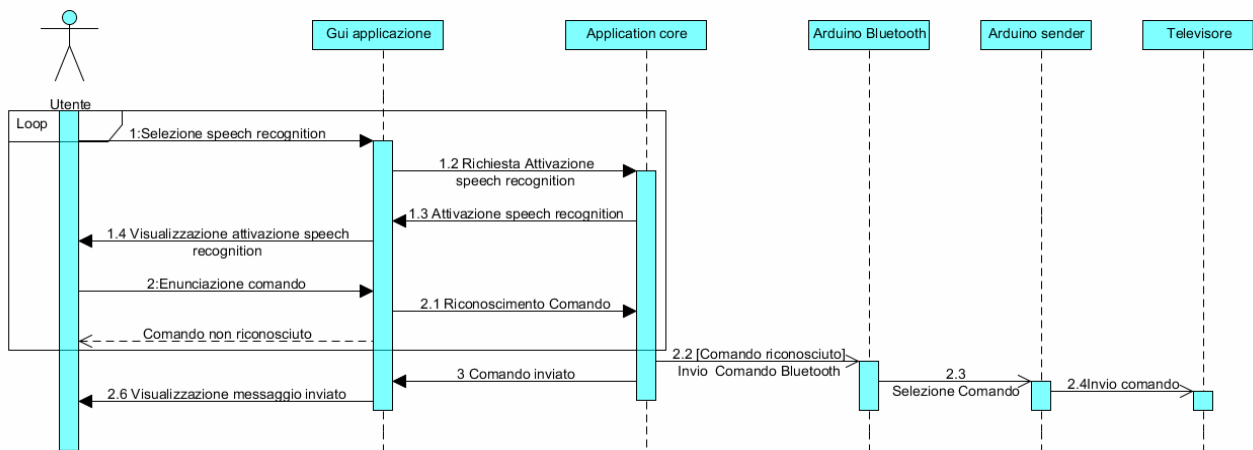 Utente
Gui applicazione
Application core
Arduino Bluetooth
Arduino sender
Televisore
Loop
1:Selezione speech recognition
1.2 Richiesta Attivazione
speech recognition
1.3 Attivazione speech recognition
1.4 Visualizzazione attivazione speech
recognition
2:Enunciazione comando
2.1 Riconoscimento Comando
Comando non riconosciuto
2.2 [Comando riconosciuto]
Invio Comando Bluetooth
3 Comando inviato
2.3
Selezione Comando
2.4Invio comando
2.6 Visualizzazione messaggio inviato